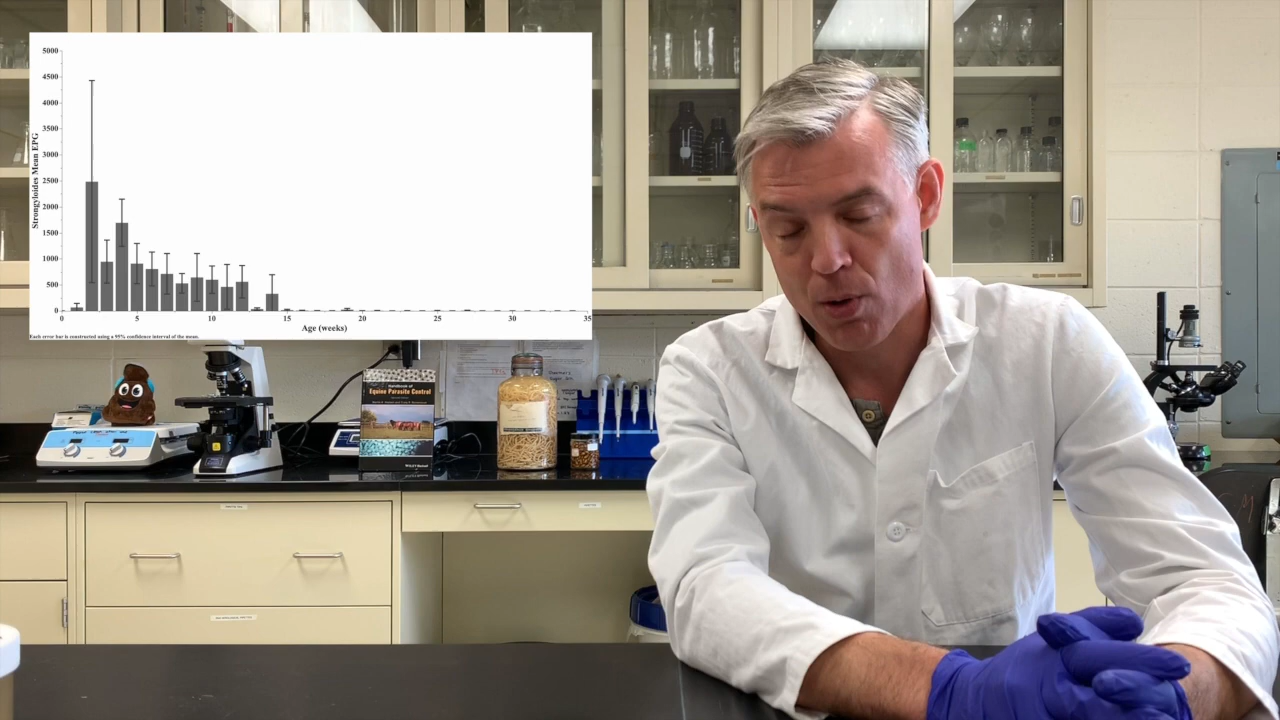 5000
4500
4000
3500
3000
2500
2000
1500
1000
500
0
Strongyloides Mean EPG
0 5 10 15 20 25 30 35
Age (weeks)
Each error bar is constructed using a 95% confidence interval of the mean.
Handbook of
Equine Parasite Control